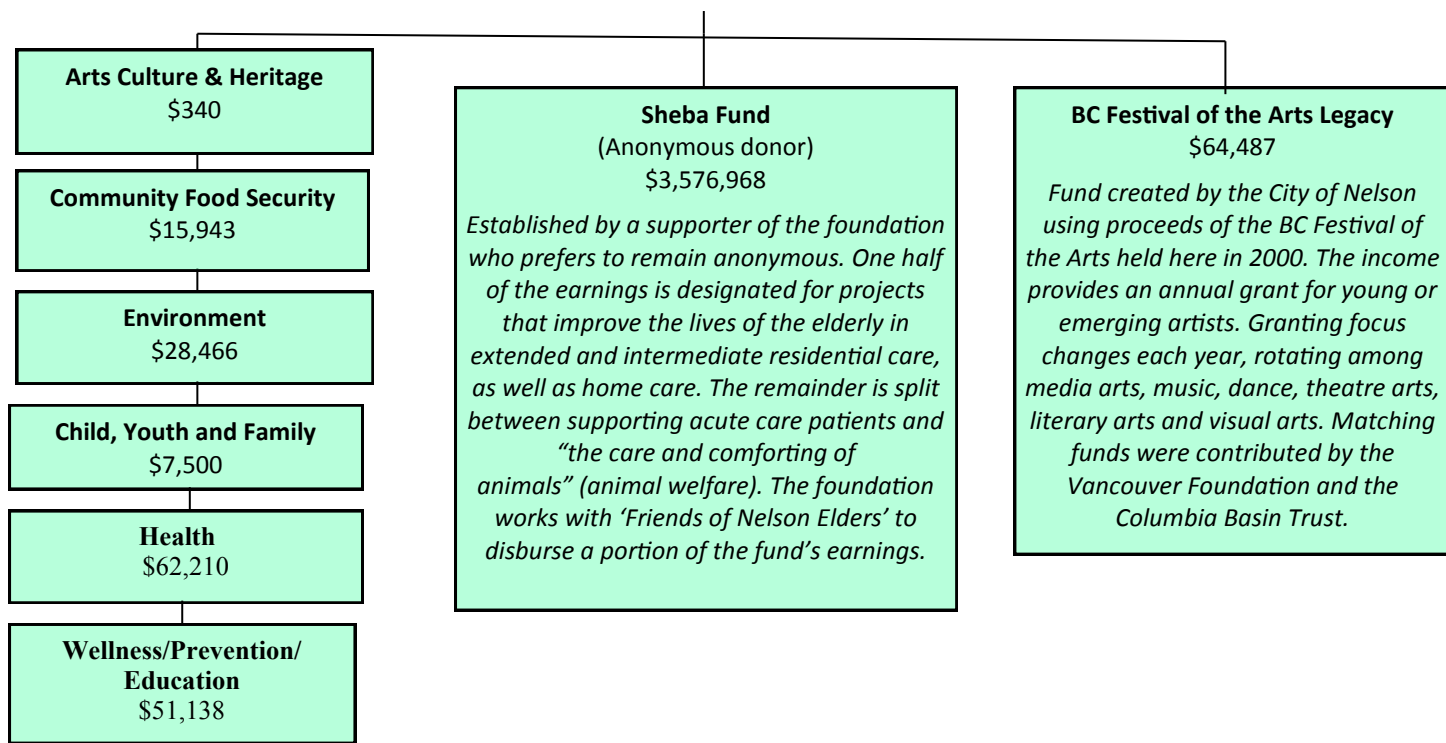 Arts Culture & Heritage
$340
Community Food Security
$15,943
Environment
$28,466
Child, Youth and Family
$7,500
Health
$62,210
Wellness/Prevention/
Education
$51,138
Sheba Fund
(Anonymous donor)
$3,576,968
Established by a supporter of the foundation
who prefers to remain anonymous. One half
of the earnings is designated for projects
that improve the lives of the elderly in
extended and intermediate residential care,
as well as home care. The remainder is split
between supporting acute care patients and
“the care and comforting of
animals” (animal welfare). The foundation
works with ‘Friends of Nelson Elders’ to
disburse a portion of the fund’s earnings.
BC Festival of the Arts Legacy
$64,487
Fund created by the City of Nelson
using proceeds of the BC Festival of
the Arts held here in 2000. The income
provides an annual grant for young or
emerging artists. Granting focus
changes each year, rotating among
media arts, music, dance, theatre arts,
literary arts and visual arts. Matching
funds were contributed by the
Vancouver Foundation and the
Columbia Basin Trust.